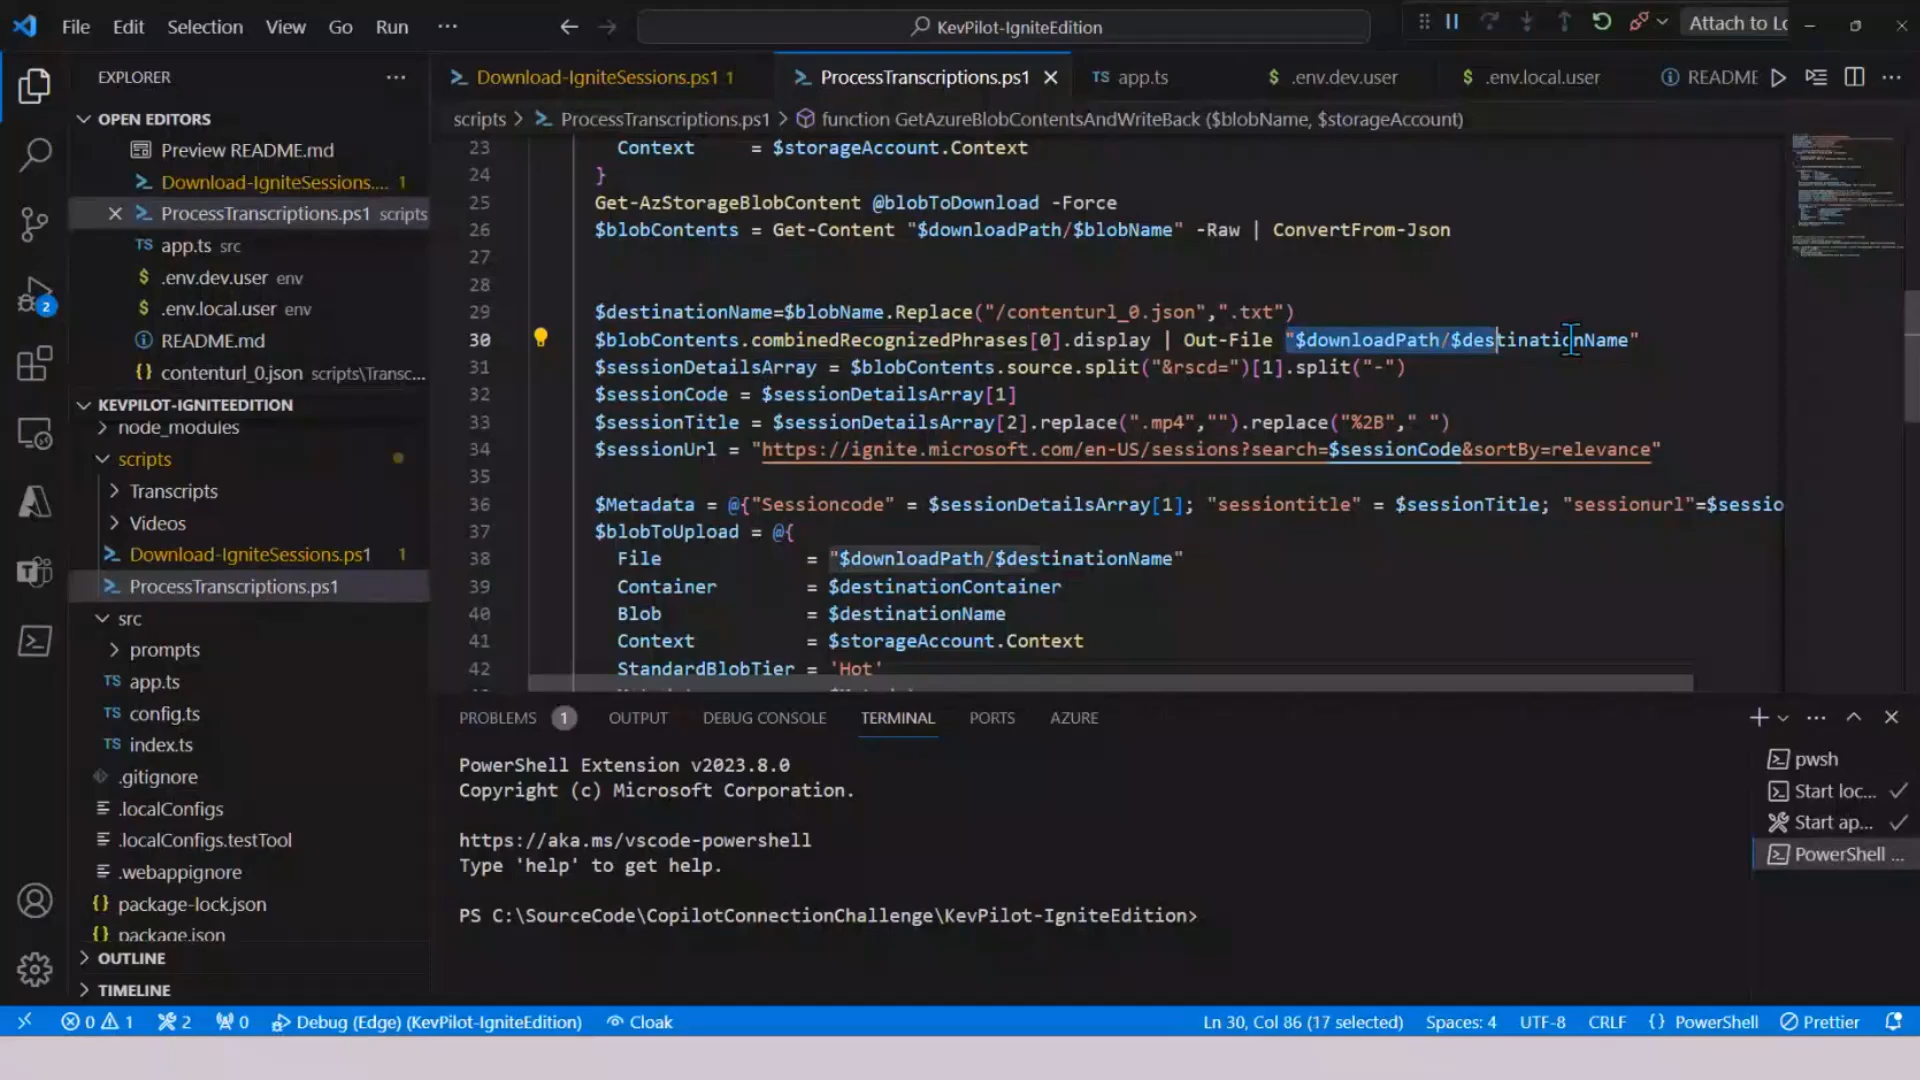 File Edit Selection View Go Run ··· KevPilot-IgniteEdition Attach to Lc
EXPLORER ···
OPEN EDITORS
Preview README.md
Download-IgniteSessions.... 1
ProcessTranscriptions.ps1 scripts
TS app.ts src
$ .env.dev.user env
$ .env.local.user env
README.md
{} contenturl_0.json scripts\Transc...
KEVPILOT-IGNITEEDITION
node_modules
scripts
Transcripts
Videos
Download-IgniteSessions.ps1 1
ProcessTranscriptions.ps1
src
prompts
TS app.ts
TS config.ts
TS index.ts
.gitignore
.localConfigs
.localConfigs.testTool
.webappignore
{} package-lock.json
{} package.json
OUTLINE
TIMELINE
2
Download-IgniteSessions.ps1 1 ProcessTranscriptions.ps1 TS app.ts $ .env.dev.user $ .env.local.user README ···
scripts > ProcessTranscriptions.ps1 > function GetAzureBlobContentsAndWriteBack ($blobName, $storageAccount)
23 Context = $storageAccount.Context
24 }
25 Get-AzStorageBlobContent @blobToDownload -Force
26 $blobContents = Get-Content "$downloadPath/$blobName" -Raw | ConvertFrom-Json
27
28
29 $destinationName=$blobName.Replace("/contenturl_0.json",".txt")
30 $blobContents.combinedRecognizedPhrases[0].display | Out-File "$downloadPath/$destinationName"
31 $sessionDetailsArray = $blobContents.source.split("&rscd=")[1].split("-")
32 $sessionCode = $sessionDetailsArray[1]
33 $sessionTitle = $sessionDetailsArray[2].replace(".mp4","").replace("%2B"," ")
34 $sessionUrl = "https://ignite.microsoft.com/en-US/sessions?search=$sessionCode&sortBy=relevance"
35
36 $Metadata = @{"Sessioncode" = $sessionDetailsArray[1]; "sessiontitle" = $sessionTitle; "sessionurl"=$sessio
37 $blobToUpload = @{
38 File = "$downloadPath/$destinationName"
39 Container = $destinationContainer
40 Blob = $destinationName
41 Context = $storageAccount.Context
42 StandardBlobTier = 'Hot'
PROBLEMS 1 OUTPUT DEBUG CONSOLE TERMINAL PORTS AZURE
PowerShell Extension v2023.8.0
Copyright (c) Microsoft Corporation.
https://aka.ms/vscode-powershell
Type 'help' to get help.
PS C:\SourceCode\CopilotConnectionChallenge\KevPilot-IgniteEdition>
pwsh
Start loc...
Start ap...
PowerShell ...
0 1 2 0 Debug (Edge) (KevPilot-IgniteEdition) Cloak Ln 30, Col 86 (17 selected) Spaces: 4 UTF-8 CRLF {} PowerShell Prettier